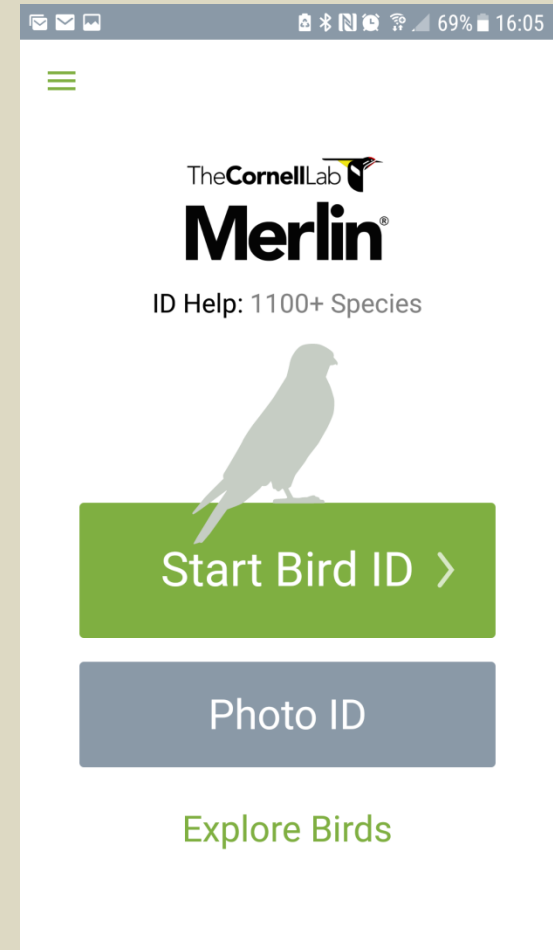 69% 16:05
TheCornellLab
Merlin®
ID Help: 1100+ Species
Start Bird ID
Photo ID
Explore Birds